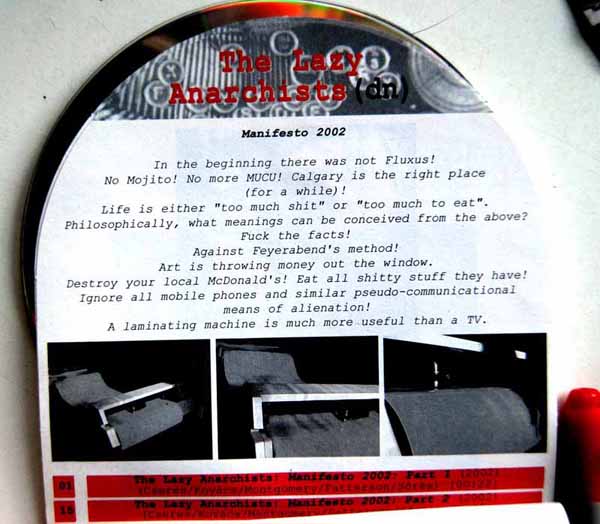 The Lazy
Anarchists (dn)
Manifesto 2002
In the beginning there was not Fluxus!
No Mojito! No more MUCU! Calgary is the right place
(for a while)!
Life is either "too much shit" or "too much to eat".
Philosophically, what meanings can be conceived from the above?
Fuck the facts!
Against Feyerabend's method!
Art is throwing money out the window.
Destroy your local McDonald's! Eat all shitty stuff they have!
Ignore all mobile phones and similar pseudo-communicational
means of alienation!
A laminating machine is much more useful than a TV.
01 The Lazy Anarchists: Manifesto 2002: Part 1 (2002)
The Lazy Anarchists: Manifesto 2002: Part 2 (2002)